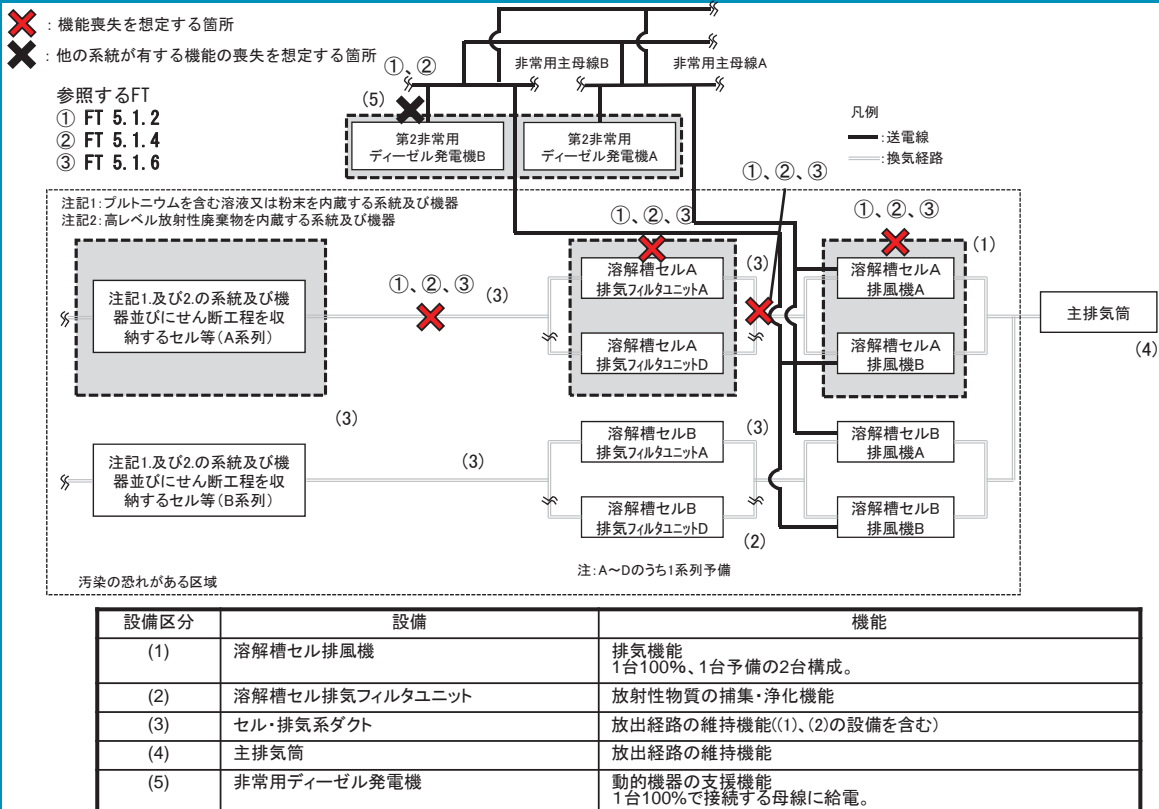 ：機能喪失を想定する箇所
：他の系統が有する機能の喪失を想定する箇所
参照するFT
① FT 5.1.2
② FT 5.1.4
③ FT 5.1.6
①、②
非常用主母線B
非常用主母線A
(5)
第2非常用
ディーゼル発電機B
第2非常用
ディーゼル発電機A
凡例
：送電線
：換気経路
注記1：プルトニウムを含む溶液又は粉末を内蔵する系統及び機器
注記2：高レベル放射性廃棄物を内蔵する系統及び機器
①、②、③
①、②、③
①、②、③
①、②、③
(1)
(3)
(3)
注記1.及び2.の系統及び機
器並びにせん断工程を収
納するセル等(A系列)
溶解槽セルA
排気フィルタユニットA
溶解槽セルA
排気フィルタユニットD
溶解槽セルA
排風機A
溶解槽セルA
排風機B
主排気筒
(4)
(3)
(3)
(3)
注記1.及び2.の系統及び機
器並びにせん断工程を収
納するセル等(B系列)
溶解槽セルB
排気フィルタユニットA
溶解槽セルB
排気フィルタユニットD
(2)
溶解槽セルB
排風機A
溶解槽セルB
排風機B
注：A～Dのうち1系列予備
汚染の恐れがある区域
設備区分 設備 機能
(1) 溶解槽セル排風機 排気機能
1台100%、1台予備の2台構成。
(2) 溶解槽セル排気フィルタユニット 放射性物質の捕集・浄化機能
(3) セル・排気系ダクト 放出経路の維持機能((1)、(2)の設備を含む)
(4) 主排気筒 放出経路の維持機能
(5) 非常用ディーゼル発電機 動的機器の支援機能
1台100%で接続する母線に給電。